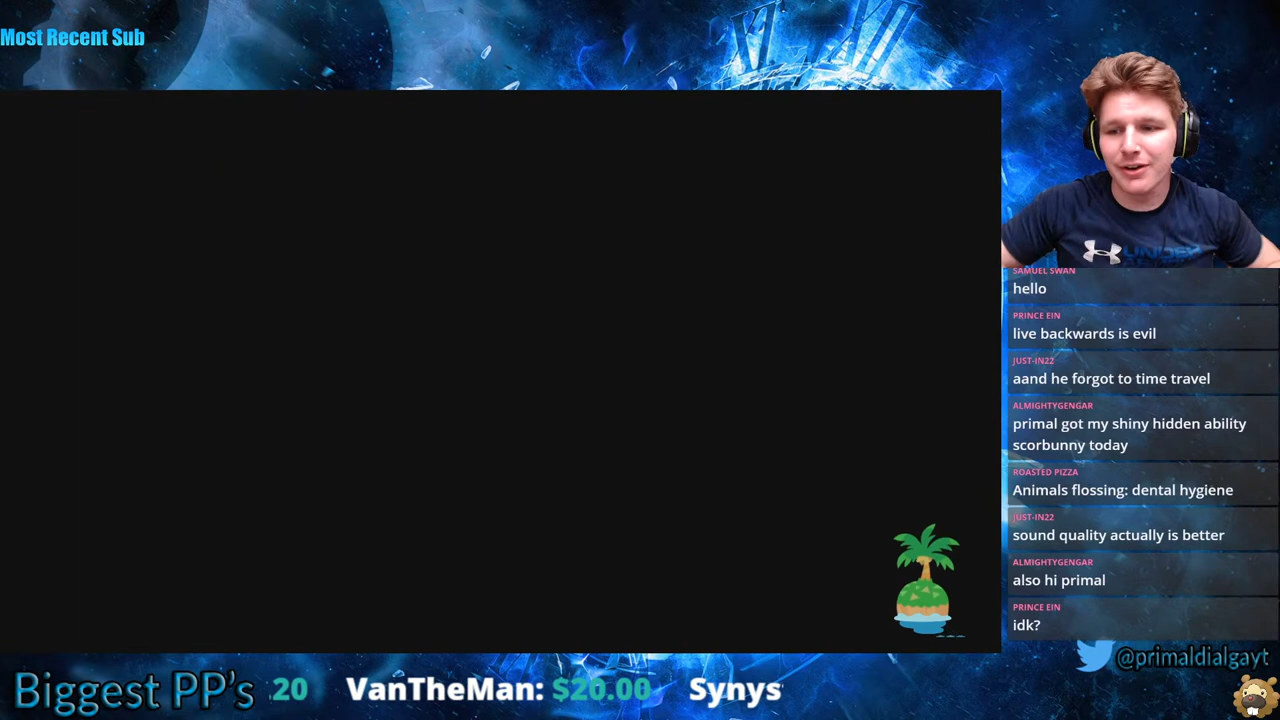 Most Recent Sub
UNDER
SAMUEL SWAN
hello
PRINCE EIN
live backwards is evil
JUST-IN22
aand he forgot to time travel
ALMIGHTYGENGAR
primal got my shiny hidden ability
scorbunny today
ROASTED PIZZA
Animals flossing: dental hygiene
JUST-IN22
sound quality actually is better
ALMIGHTYGENGAR
also hi primal
PRINCE EIN
idk?
@primaldialgayt
Biggest PP's 20 VanTheMan: $20.00 Synys